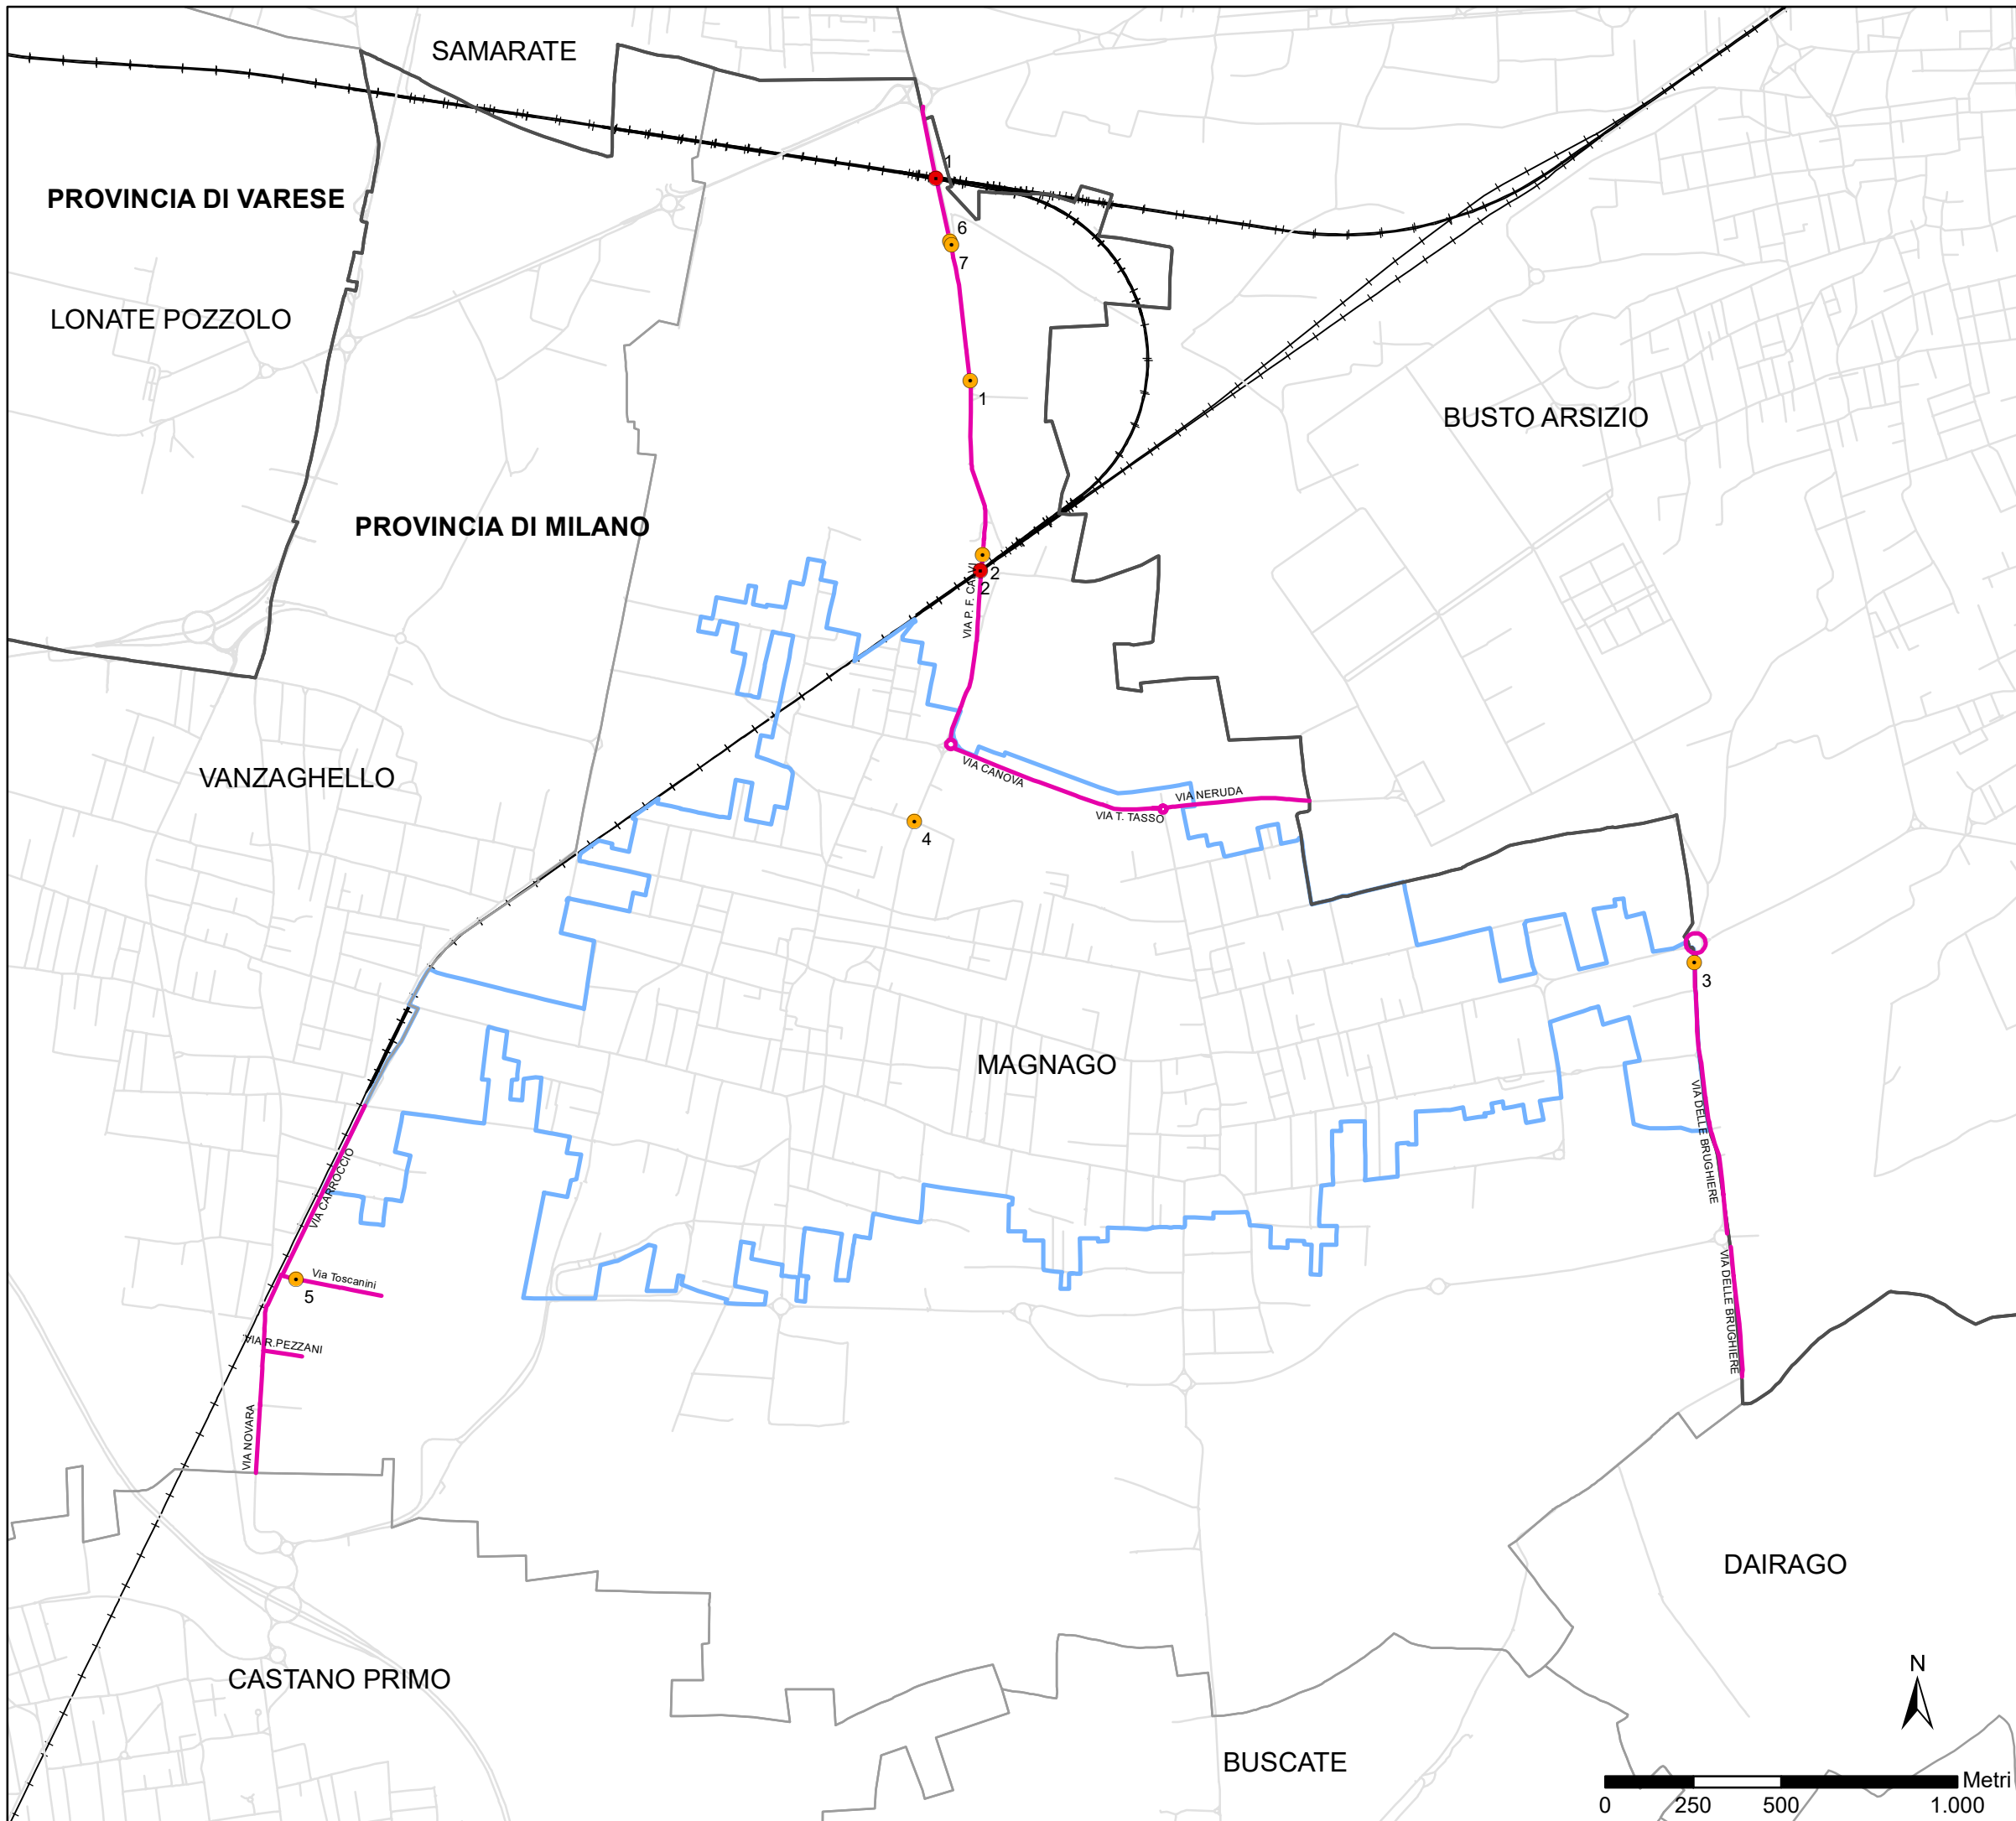 SAMARATE
1
PROVINCIA DI VARESE
6
7
LONATE POZZOLO
1
BUSTO ARSIZIO
PROVINCIA DI MILANO
2
2
VIA P. F. CALVI
VANZAGHELLO
VIA CANOVA
VIA NERUDA
VIA T. TASSO
4
3
MAGNAGO
VIA DELLE BRUGHIERE
VIA CARROCCIO
Via Toscanini
5
VIA DELLE BRUGHIERE
VIA R.PEZZANI
VIA NOVARA
DAIRAGO
N
CASTANO PRIMO
BUSCATE
Metri
0 250 500 1.000